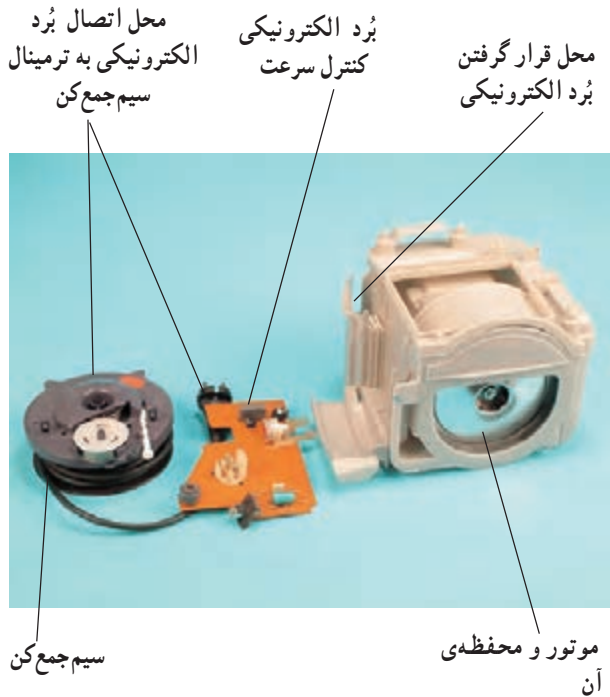 محل اتصال بُرد
الکترونیکی به ترمینال
سیم‌جمع‌کن
بُرد الکترونیکی
کنترل سرعت
محل قرار گرفتن
بُرد الکترونیکی
سیم‌جمع‌کن
موتور و محفظه‌ی
آن